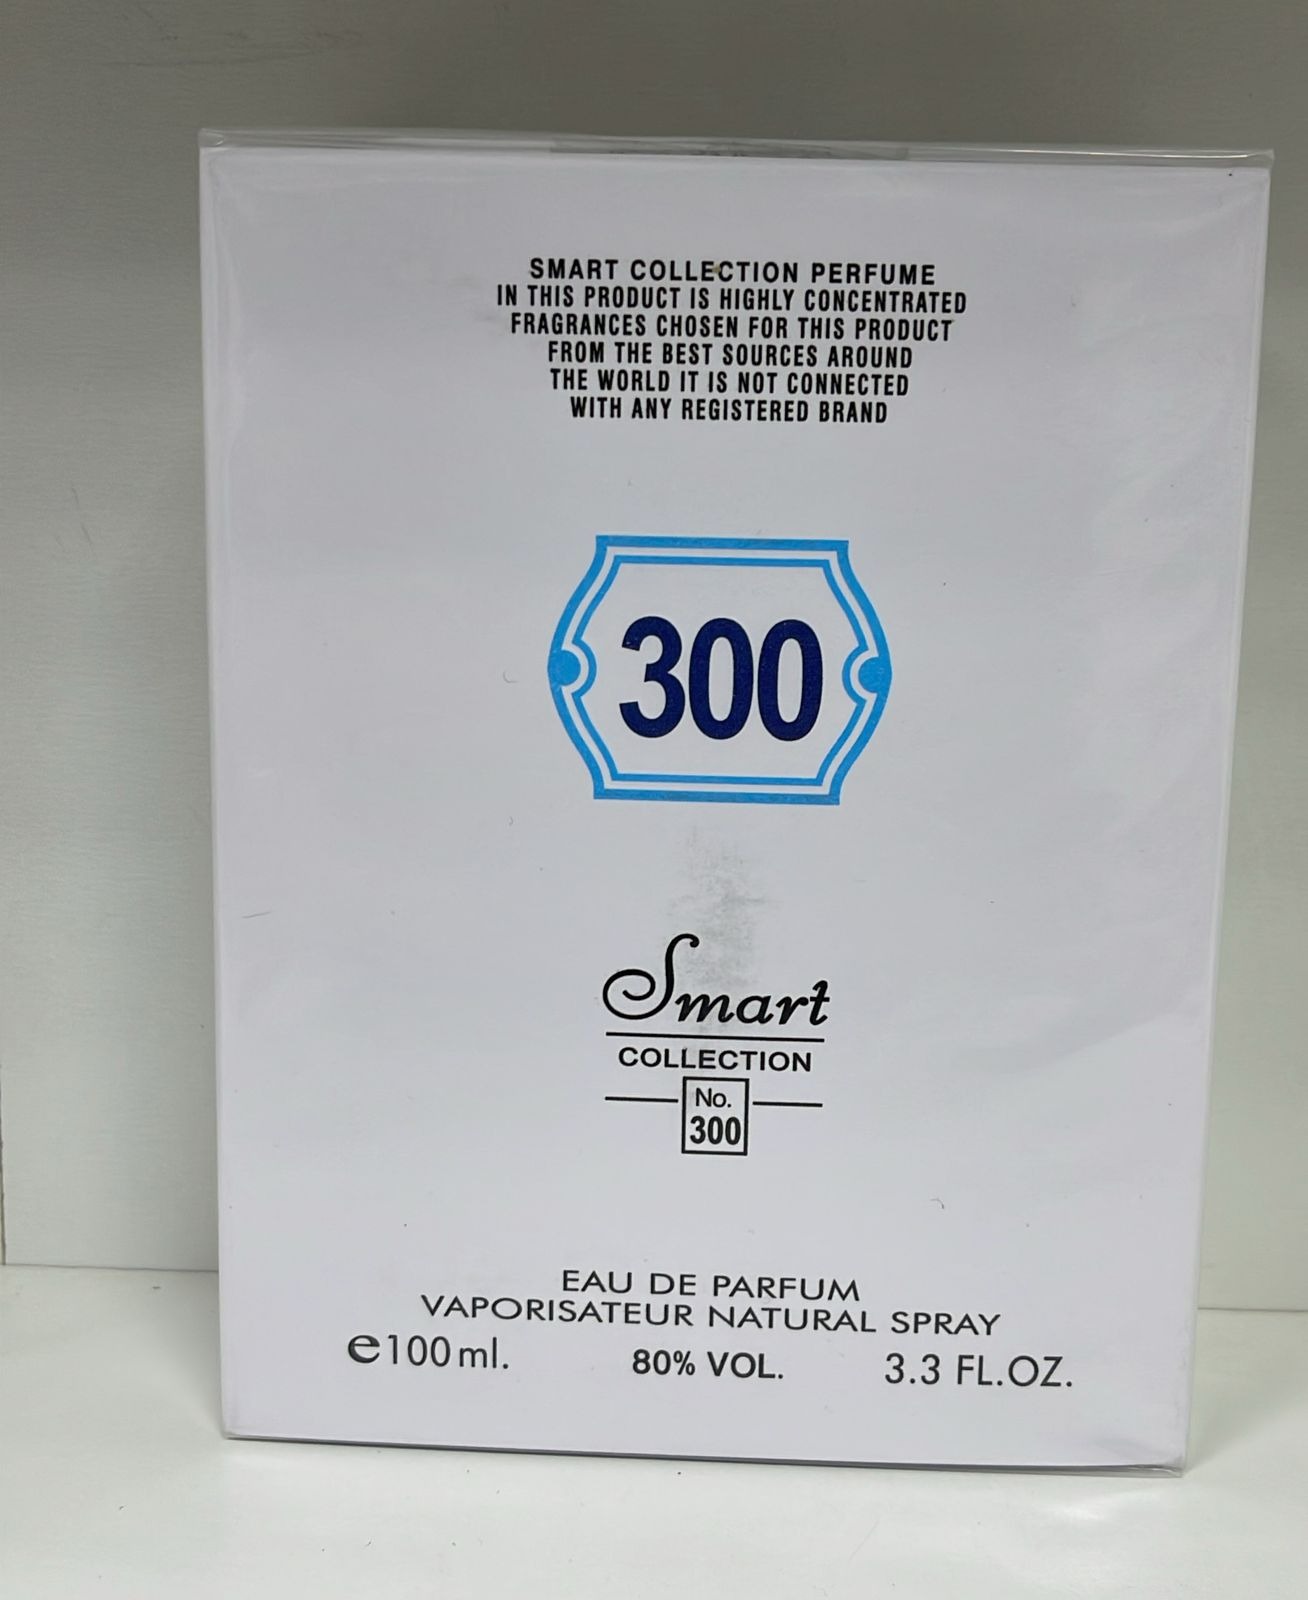 SMART COLLECTION PERFUME
IN THIS PRODUCT IS HIGHLY CONCENTRATED
FRAGRANCES CHOSEN FOR THIS PRODUCT
FROM THE BEST SOURCES AROUND
THE WORLD IT IS NOT CONNECTED
WITH ANY REGISTERED BRAND
300
Smart
COLLECTION
No.
300
EAU DE PARFUM
VAPORISATEUR NATURAL SPRAY
℮100 ml. 80% VOL. 3.3 FL.OZ.